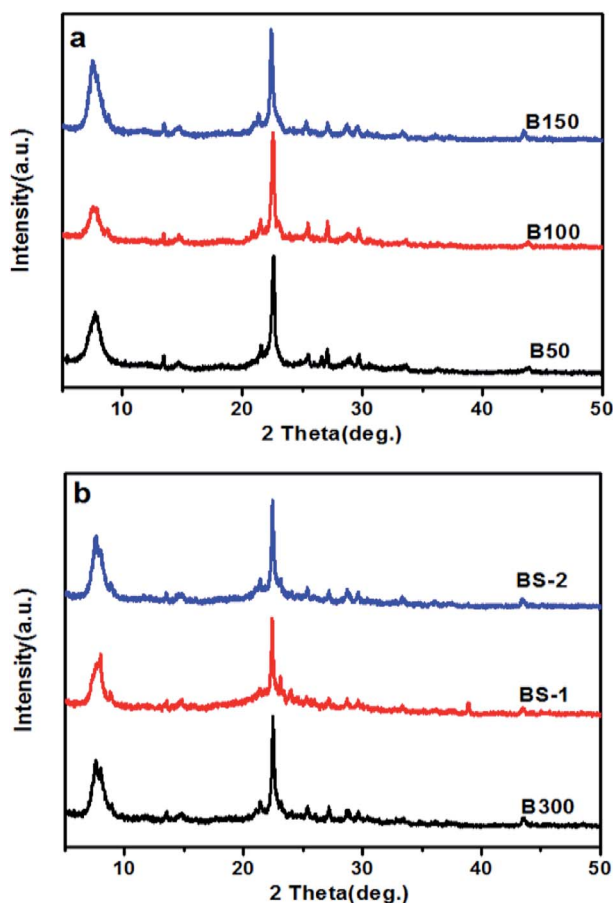 a
B150
B100
B50
Intensity(a.u.)
10 20 30 40 50
2 Theta(deg.)
b
BS-2
BS-1
B300
Intensity(a.u.)
10 20 30 40 50
2 Theta(deg.)